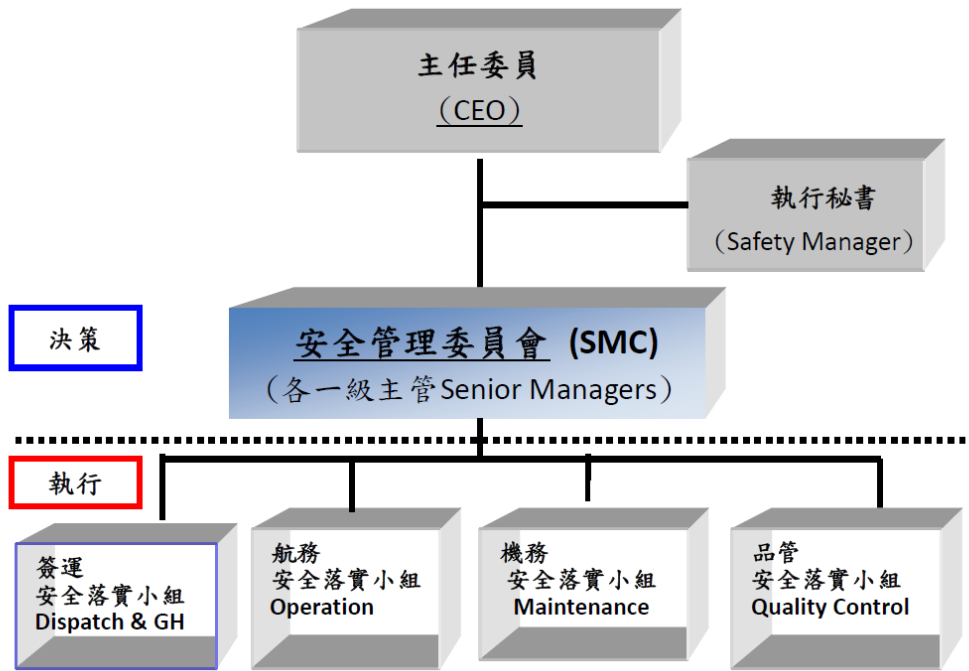 主任委員
（CEO）
執行秘書
（Safety Manager）
決策
安全管理委員會 (SMC)
（各一級主管Senior Managers）
執行
簽運
安全落實小組
Dispatch & GH
航務
安全落實小組
Operation
機務
安全落實小組
Maintenance
品管
安全落實小組
Quality Control